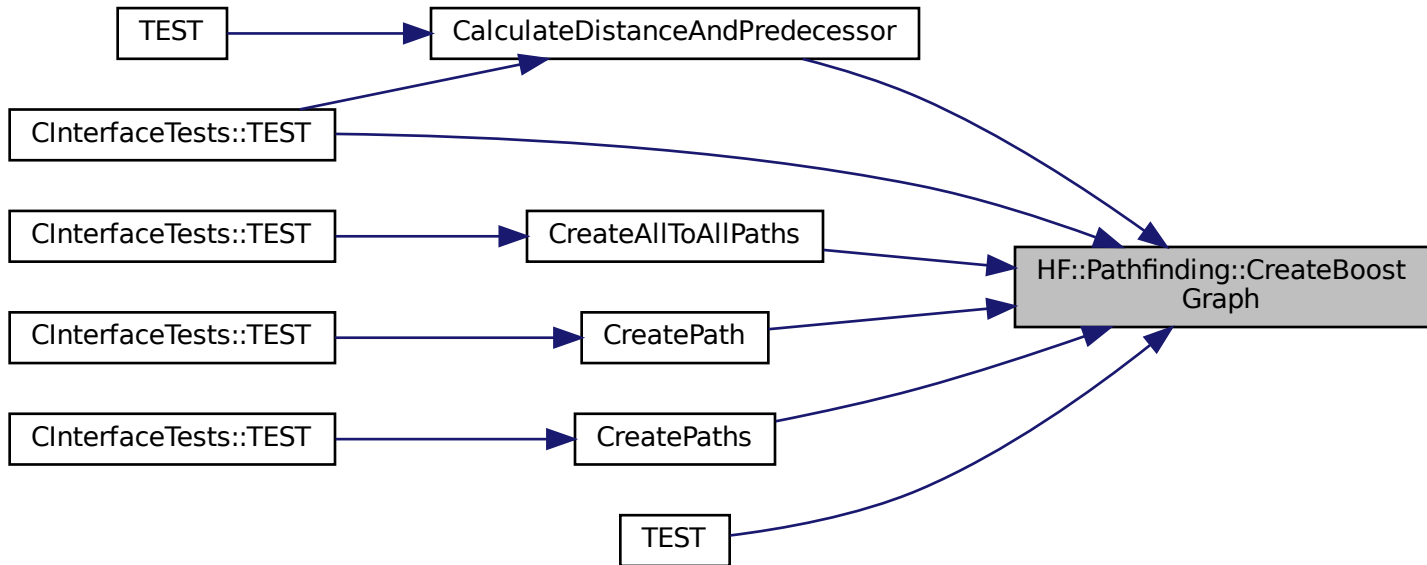 TEST
CalculateDistanceAndPredecessor
CInterfaceTests::TEST
CInterfaceTests::TEST
CreateAllToAllPaths
HF::Pathfinding::CreateBoost
Graph
CInterfaceTests::TEST
CreatePath
CInterfaceTests::TEST
CreatePaths
TEST